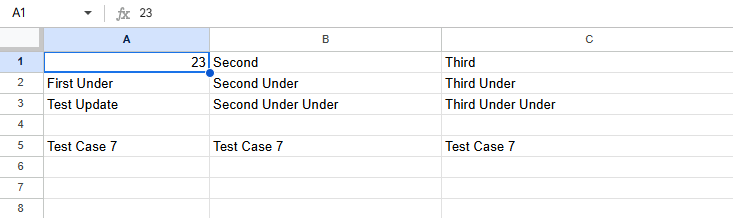 A1 fx 23
A B C
1 23 Second Third
2 First Under Second Under Third Under
3 Test Update Second Under Under Third Under Under
4
5 Test Case 7 Test Case 7 Test Case 7
6
7
8